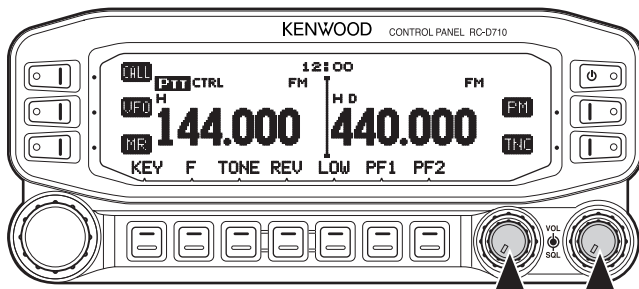 KENWOOD CONTROL PANEL RC-D710
CALL 12:00
PTT CTRL FM FM
H H D
VFO 144.000 440.000 PM
MR TNC
KEY F TONE REV LOW PF1 PF2
VOL
SQL